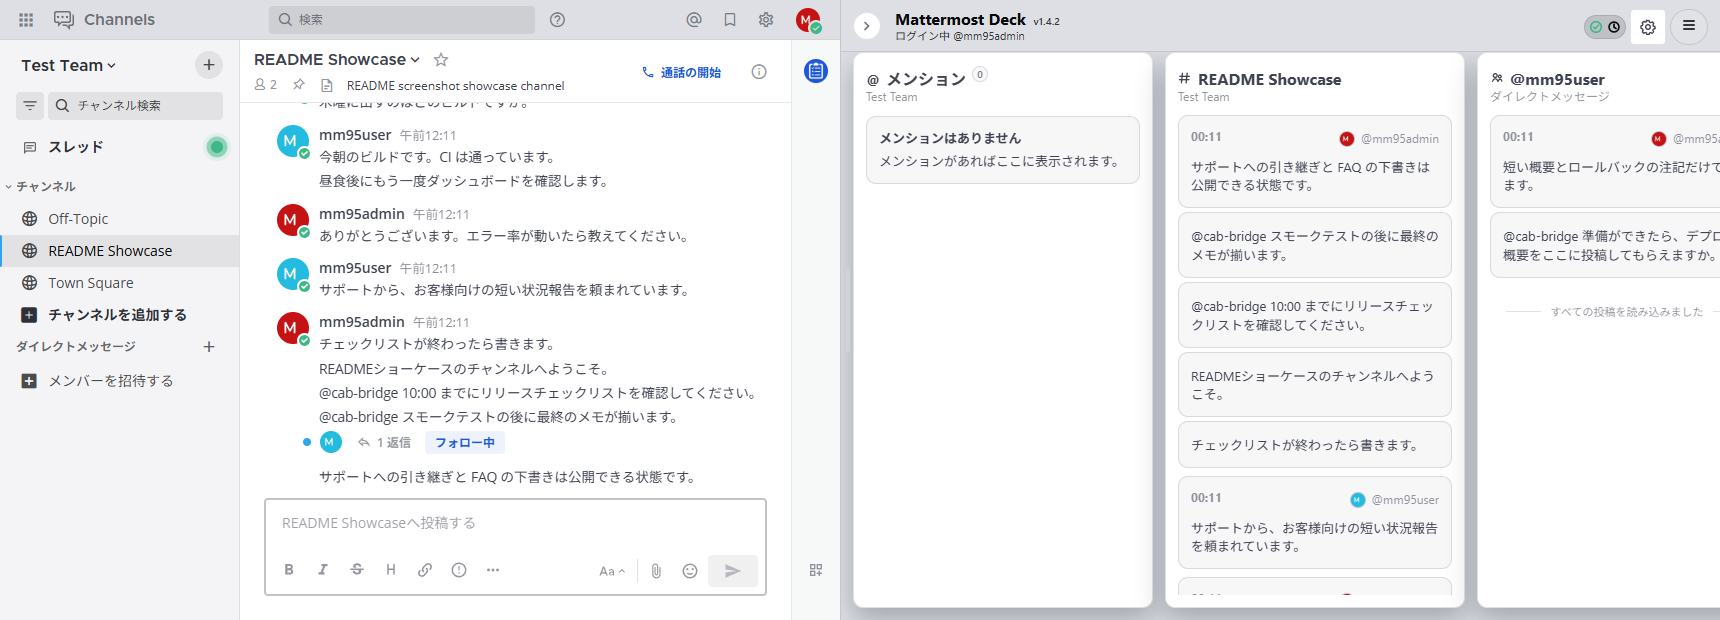 Channels
検索
M
Test Team
チャンネル検索
スレッド
チャンネル
Off-Topic
README Showcase
Town Square
チャンネルを追加する
ダイレクトメッセージ
メンバーを招待する
README Showcase
2
README screenshot showcase channel
通話の開始
mm95user 午前12:11
今朝のビルドです。CI は通っています。
昼食後にもう一度ダッシュボードを確認します。
mm95admin 午前12:11
ありがとうございます。エラー率が動いたら教えてください。
mm95user 午前12:11
サポートから、お客様向けの短い状況報告を頼まれています。
mm95admin 午前12:11
チェックリストが終わったら書きます。
READMEショーケースのチャンネルへようこそ。
@cab-bridge 10:00 までにリリースチェックリストを確認してください。
@cab-bridge スモークテストの後に最終のメモが揃います。
1 返信 フォロー中
サポートへの引き継ぎと FAQ の下書きは公開できる状態です。
README Showcaseへ投稿する
B I S H Aa
Mattermost Deck v1.4.2
ログイン中 @mm95admin
@ メンション 0
Test Team
メンションはありません
メンションがあればここに表示されます。
# README Showcase
Test Team
00:11 M @mm95admin
サポートへの引き継ぎと FAQ の下書きは
公開できる状態です。
@cab-bridge スモークテストの後に最終の
メモが揃います。
@cab-bridge 10:00 までにリリースチェッ
クリストを確認してください。
READMEショーケースのチャンネルへよう
こそ。
チェックリストが終わったら書きます。
00:11 M @mm95user
サポートから、お客様向けの短い状況報告
を頼まれています。
@mm95user
ダイレクトメッセージ
00:11 M @mm95a
短い概要とロールバックの注記だけで
ます。
@cab-bridge 準備ができたら、デプロ
概要をここに投稿してもらえますか。
すべての投稿を読み込みました